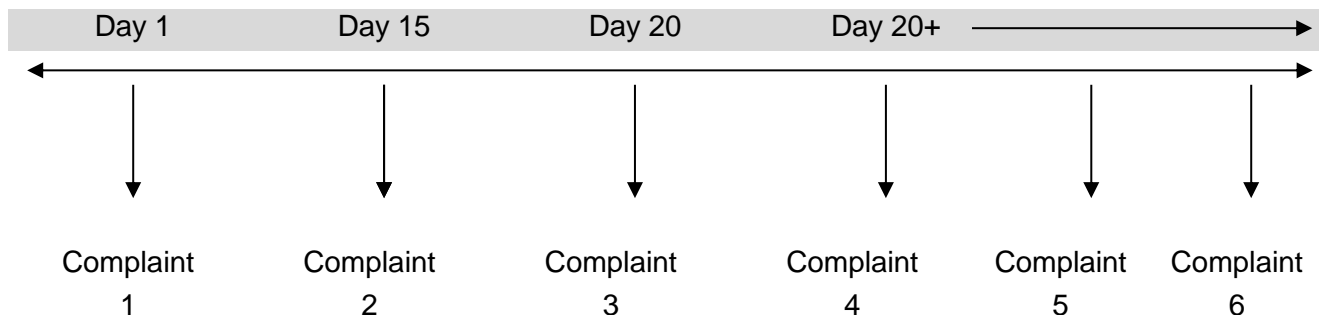 Day 1 Day 15 Day 20 Day 20+
Complaint Complaint Complaint Complaint Complaint Complaint
1 2 3 4 5 6